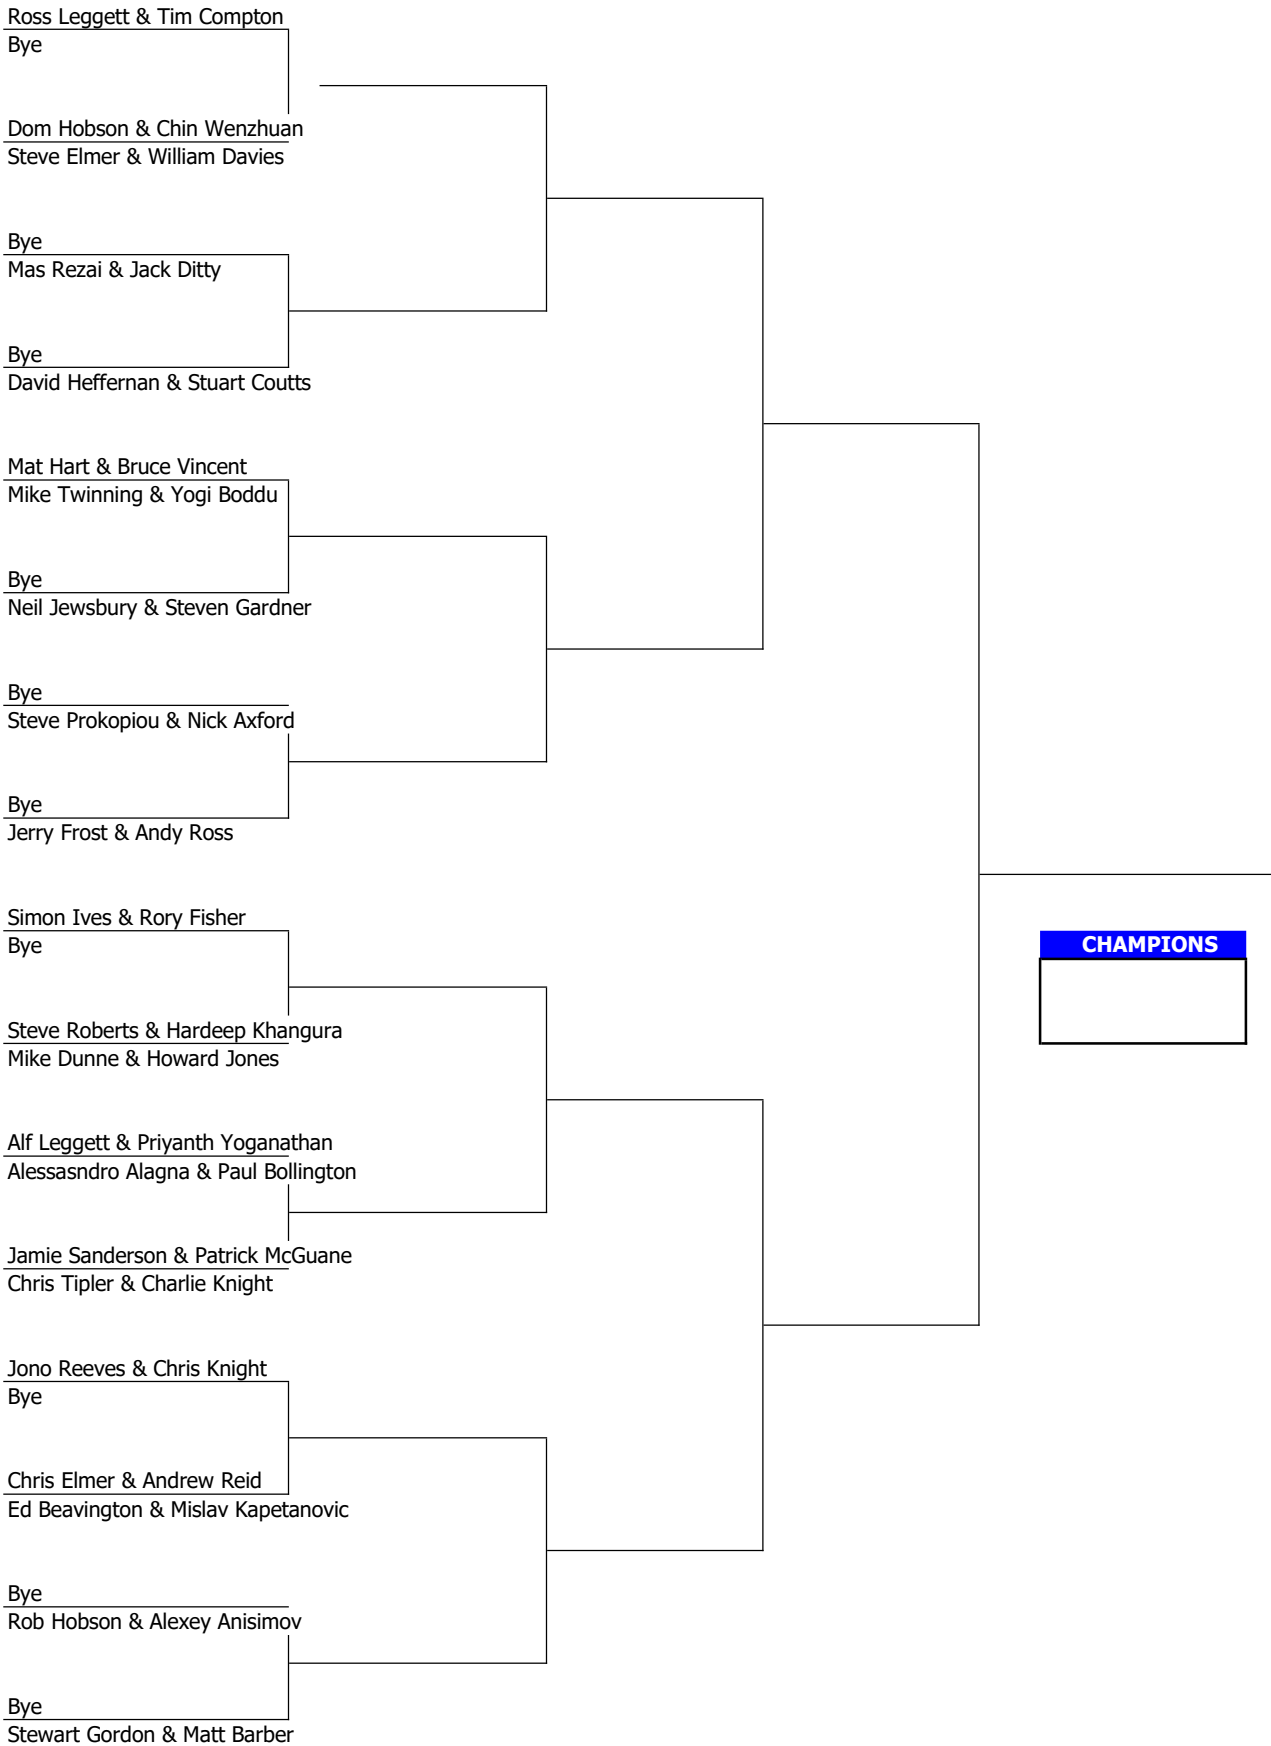 Ross Leggett & Tim Compton
Bye
Dom Hobson & Chin Wenzhuan
Steve Elmer & William Davies
Bye
Mas Rezai & Jack Ditty
Bye
David Heffernan & Stuart Coutts
Mat Hart & Bruce Vincent
Mike Twinning & Yogi Boddu
Bye
Neil Jewsbury & Steven Gardner
Bye
Steve Prokopiou & Nick Axford
Bye
Jerry Frost & Andy Ross
Simon Ives & Rory Fisher
Bye
CHAMPIONS
Steve Roberts & Hardeep Khangura
Mike Dunne & Howard Jones
Alf Leggett & Priyanth Yoganathan
Alessasndro Alagna & Paul Bollington
Jamie Sanderson & Patrick McGuane
Chris Tipler & Charlie Knight
Jono Reeves & Chris Knight
Bye
Chris Elmer & Andrew Reid
Ed Beavington & Mislav Kapetanovic
Bye
Rob Hobson & Alexey Anisimov
Bye
Stewart Gordon & Matt Barber